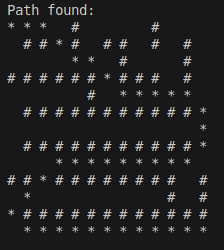 Path found:
* * *   #         #
  # # * #   # #   #   #
        * *   #       #
# # # # # # * # # #   #
          #   * * * * *
  # # # # # # # # # # # *
                        *
  # # # # # # # # # # # *
      * * * * * * * * *
# # * # # # # # # # #   #
  *                 #   #
* # # # # # # # # # # # #
  * * * * * * * * * * * *